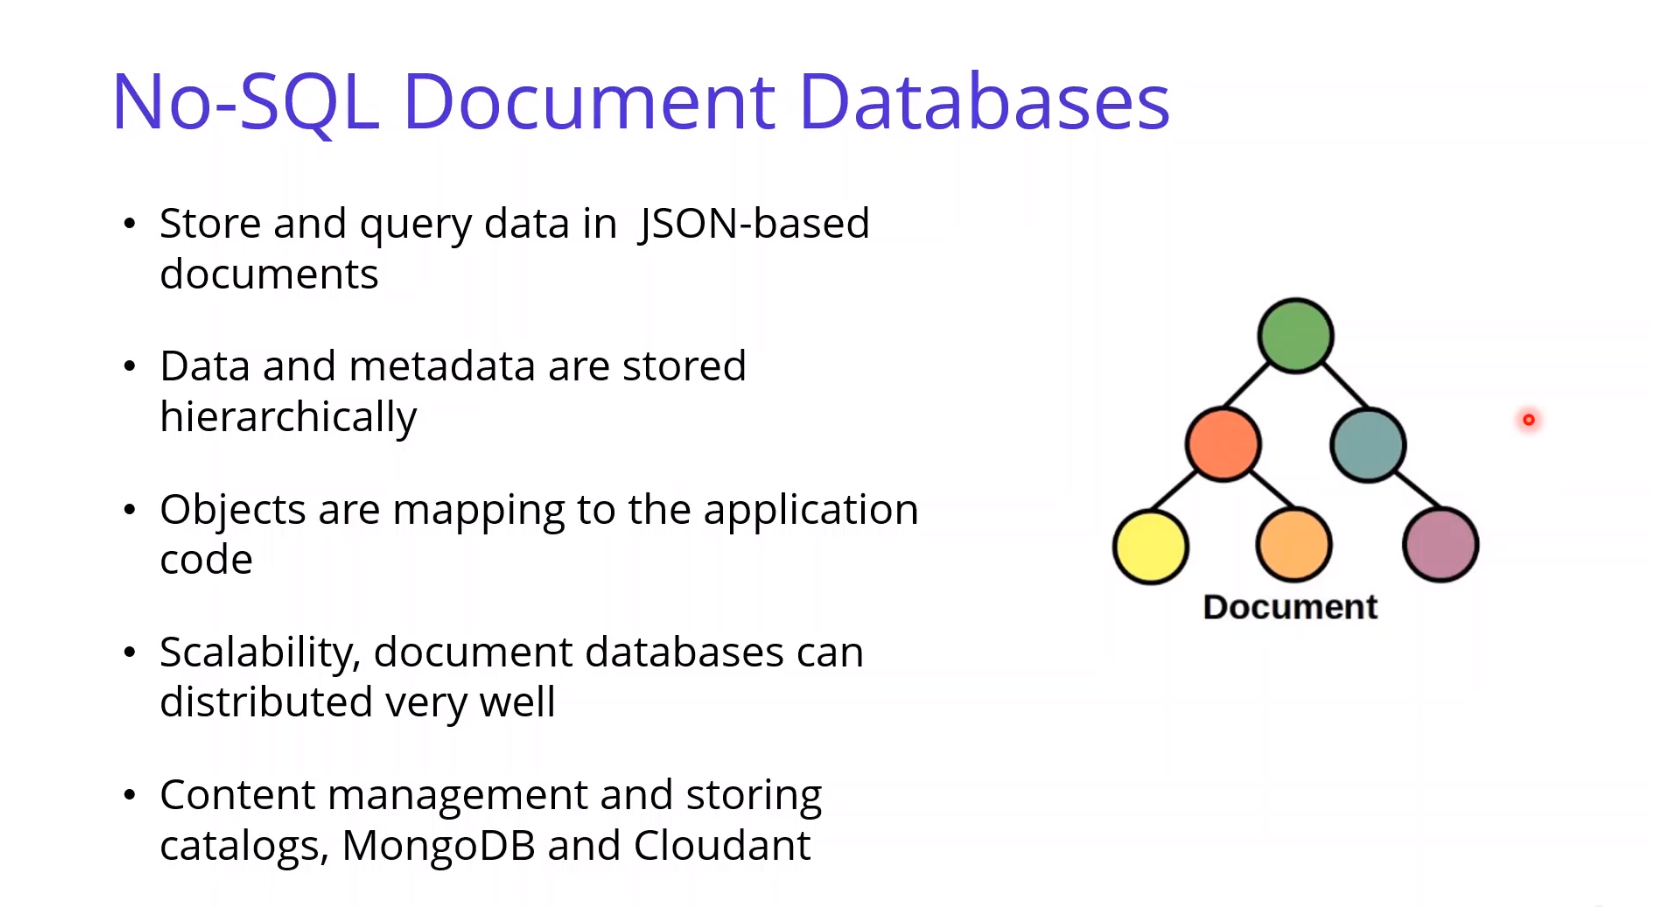 No-SQL Document Databases
• Store and query data in  JSON-based
documents
• Data and metadata are stored
hierarchically
• Objects are mapping to the application
code
• Scalability, document databases can
distributed very well
• Content management and storing
catalogs, MongoDB and Cloudant
Document